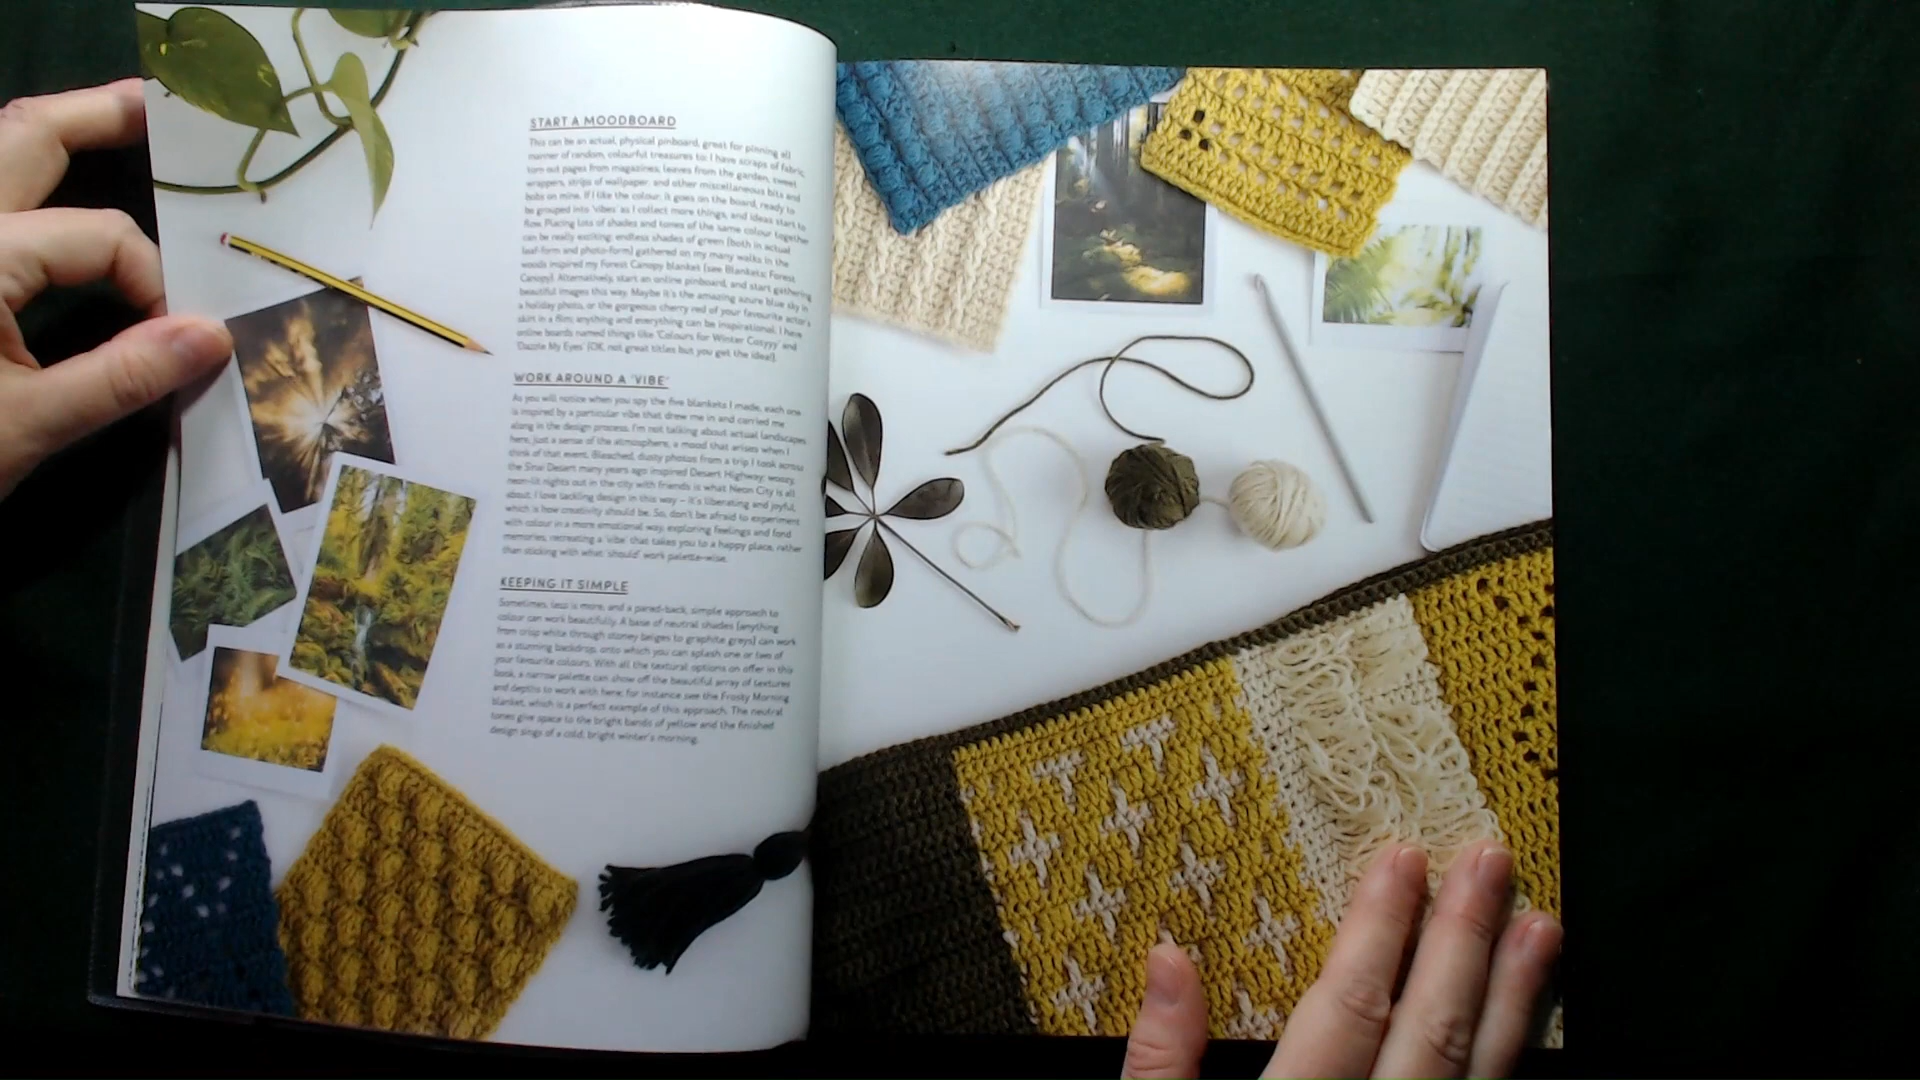 START A MOODBOARD
This can be an actual, physical pinboard, great for pinning all
manner of random, colourful treasures to: I have scraps of fabric,
torn out pages from magazines, leaves from the garden, sweet
wrappers, strips of wallpaper, and other miscellaneous bits and
bobs on mine. If I like the colour, it goes on the board, ready to
be grouped into 'vibes' as I collect more things, and ideas start to
flow. Placing lots of shades and tones of the same colour together
can be really exciting; endless shades of green (both in actual
leaf-form and photo-form) gathered on my many walks in the
woods inspired my Forest Canopy blanket (see Blankets: Forest
Canopy). Alternatively, start an online pinboard, and start gathering
beautiful images this way. Maybe it's the amazing azure blue sky in
a holiday photo, or the gorgeous cherry red of your favourite actor's
skirt in a film; anything and everything can be inspirational. I have
online boards named things like 'Colours for Winter Cosyyy' and
'Dazzle My Eyes' (OK, not great titles but you get the idea!).
WORK AROUND A 'VIBE'
As you will notice when you spy the five blankets I made, each one
is inspired by a particular vibe that drew me in and carried me
along in the design process. I'm not talking about actual landscapes
here, just a sense of the atmosphere, a mood that arises when I
think of that event. Bleached, dusty photos from a trip I took across
the Sinai Desert many years ago inspired Desert Highway; woozy,
neon-lit nights out in the city with friends is what Neon City is all
about. I love tackling design in this way – it's liberating and joyful,
which is how creativity should be. So, don't be afraid to experiment
with colour in a more emotional way, exploring feelings and fond
memories, recreating a 'vibe' that takes you to a happy place, rather
than sticking with what 'should' work palette-wise.
KEEPING IT SIMPLE
Sometimes, less is more, and a pared-back, simple approach to
colour can work beautifully. A base of neutral shades (anything
from crisp white through stoney beiges to graphite greys) can work
as a stunning backdrop, onto which you can splash one or two of
your favourite colours. With all the textural options on offer in this
book, a narrow palette can show off the beautiful array of textures
and depths to work with here; for instance see the Frosty Morning
blanket, which is a perfect example of this approach. The neutral
tones give space to the bright bands of yellow and the finished
design sings of a cold, bright winter's morning.